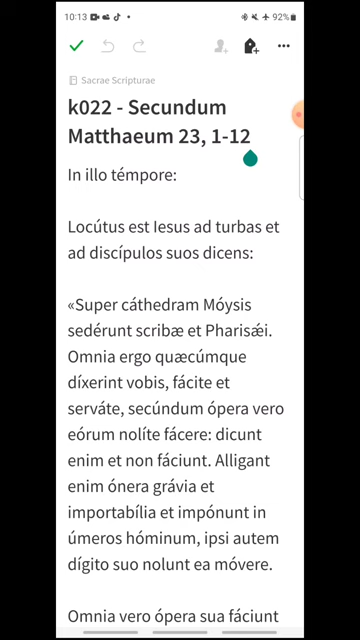 10:13
92%
Sacrae Scripturae
k022 - Secundum
Matthaeum 23, 1-12
In illo témpore:
Locútus est Iesus ad turbas et
ad discípulos suos dicens:
«Super cáthedram Móysis
sedérunt scribæ et Pharisǽi.
Omnia ergo quæcúmque
díxerint vobis, fácite et
serváte, secúndum ópera vero
eórum nolíte fácere: dicunt
enim et non fáciunt. Alligant
enim ónera grávia et
importabília et impónunt in
úmeros hóminum, ipsi autem
dígito suo nolunt ea móvere.
Omnia vero ópera sua fáciunt